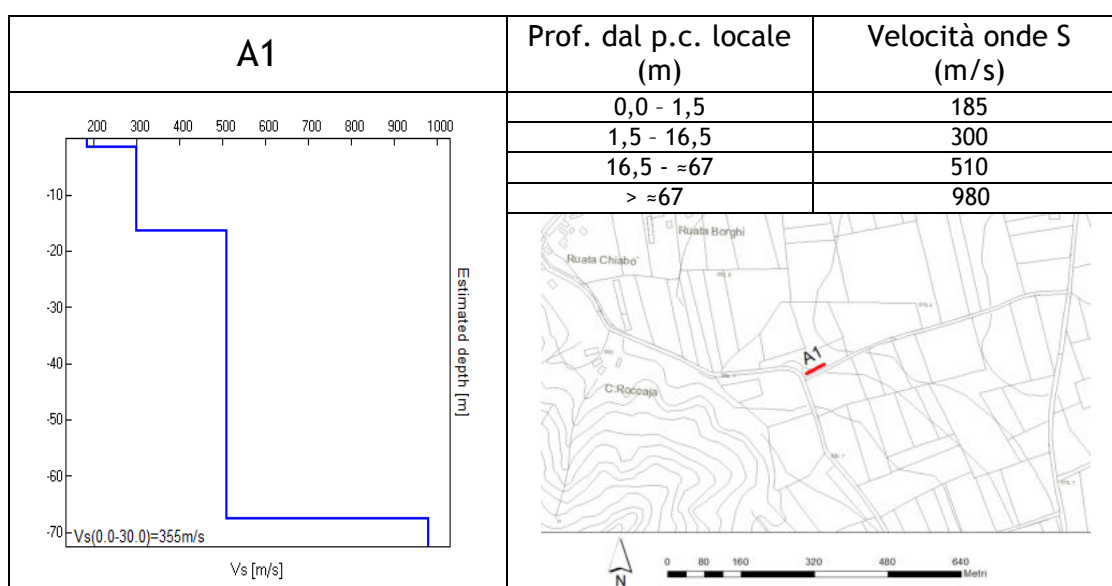 A1
Prof. dal p.c. locale
(m)
Velocità onde S
(m/s)
0,0 – 1,5
185
1,5 – 16,5
300
16,5 - ≈67
510
> ≈67
980
200 300 400 500 600 700 800 900 1000
-10
-20
-30
-40
-50
-60
-70
Estimated depth [m]
Vs(0.0-30.0)=355m/s
Vs [m/s]
Ruata Borghi
Ruata Chiabo'
A1
C.Roccaja
N
0 80 160 320 480 640
Metri